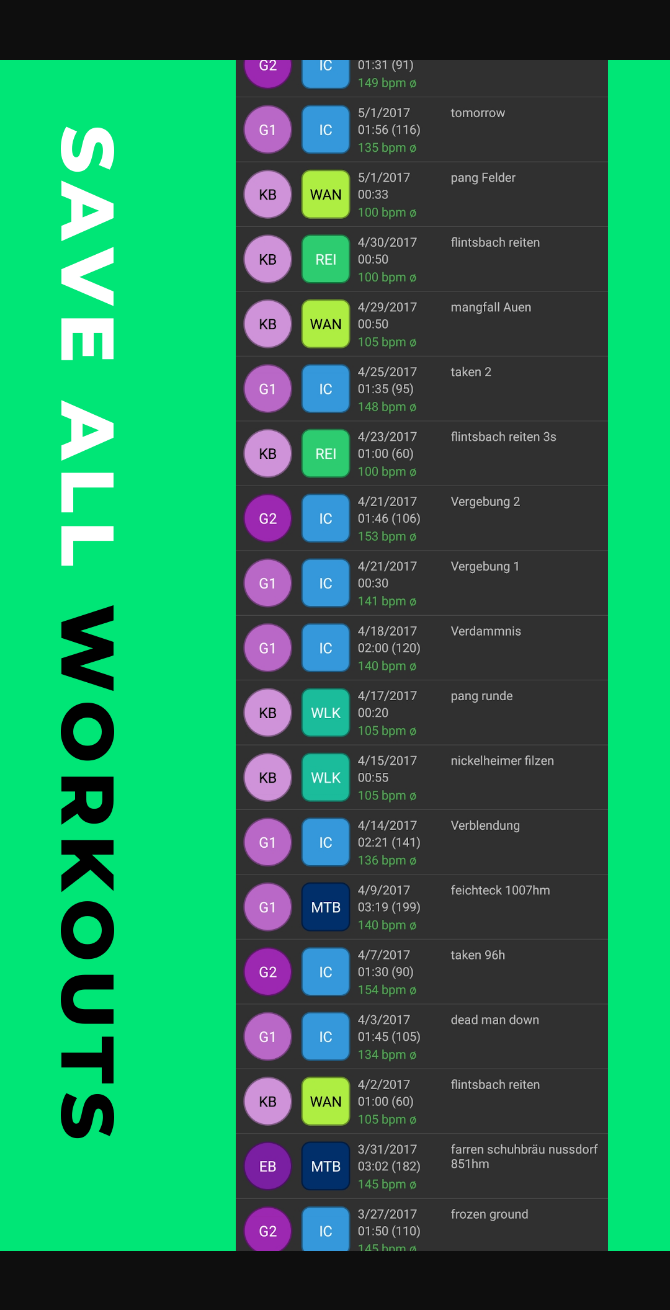 SAVE ALL WORKOUTS
G2
IC
01:31 (91)
149 bpm ø
G1
IC
5/1/2017
01:56 (116)
135 bpm ø
tomorrow
KB
WAN
5/1/2017
00:33
100 bpm ø
pang Felder
KB
REI
4/30/2017
00:50
100 bpm ø
flintsbach reiten
KB
WAN
4/29/2017
00:50
105 bpm ø
mangfall Auen
G1
IC
4/25/2017
01:35 (95)
148 bpm ø
taken 2
KB
REI
4/23/2017
01:00 (60)
100 bpm ø
flintsbach reiten 3s
G2
IC
4/21/2017
01:46 (106)
153 bpm ø
Vergebung 2
G1
IC
4/21/2017
00:30
141 bpm ø
Vergebung 1
G1
IC
4/18/2017
02:00 (120)
140 bpm ø
Verdammnis
KB
WLK
4/17/2017
00:20
105 bpm ø
pang runde
KB
WLK
4/15/2017
00:55
105 bpm ø
nickelheimer filzen
G1
IC
4/14/2017
02:21 (141)
136 bpm ø
Verblendung
G1
MTB
4/9/2017
03:19 (199)
140 bpm ø
feichteck 1007hm
G2
IC
4/7/2017
01:30 (90)
154 bpm ø
taken 96h
G1
IC
4/3/2017
01:45 (105)
134 bpm ø
dead man down
KB
WAN
4/2/2017
01:00 (60)
105 bpm ø
flintsbach reiten
EB
MTB
3/31/2017
03:02 (182)
145 bpm ø
farren schuhbräu nussdorf
851hm
G2
IC
3/27/2017
01:50 (110)
145 bpm ø
frozen ground